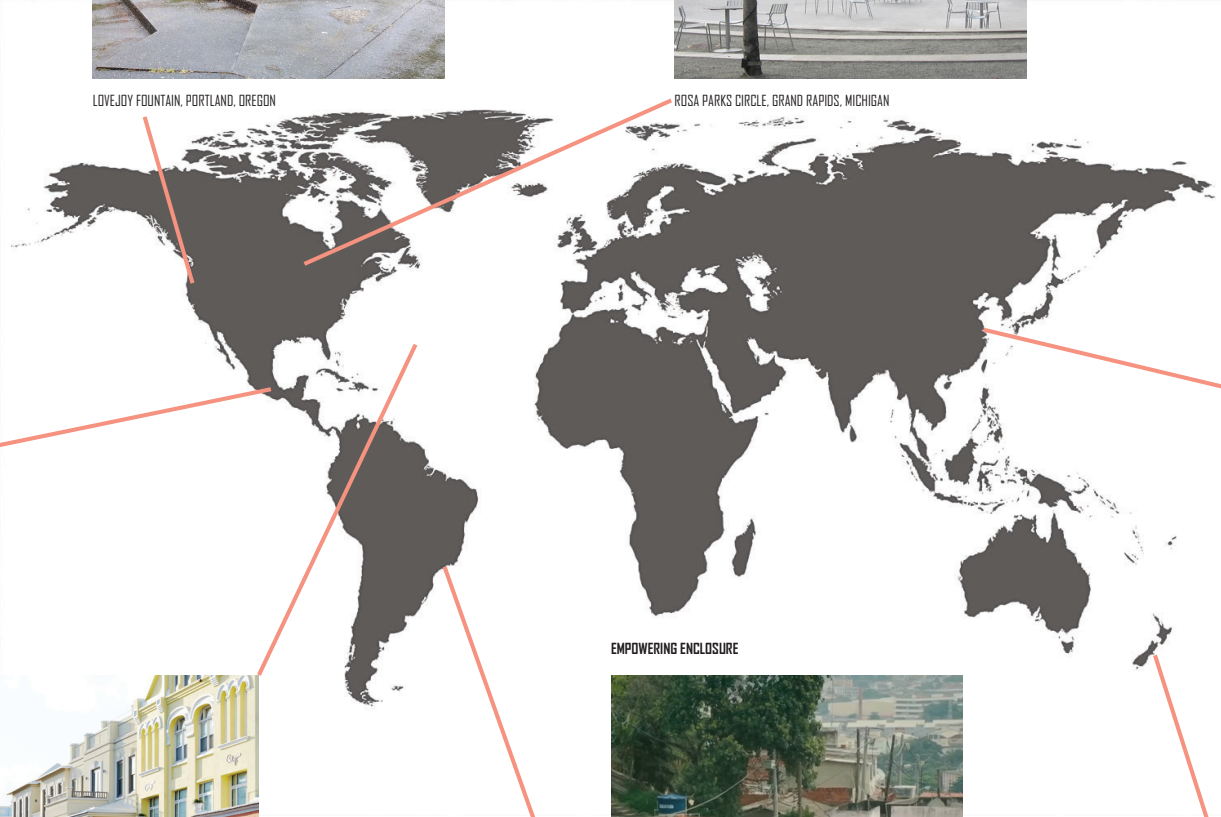 LOVEJOY FOUNTAIN, PORTLAND, OREGON
ROSA PARKS CIRCLE, GRAND RAPIDS, MICHIGAN
EMPOWERING ENCLOSURE